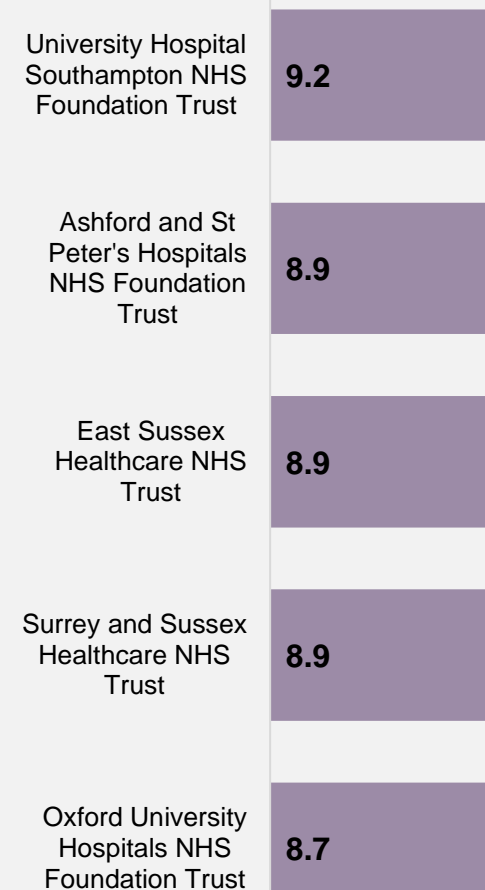 University Hospital
Southampton NHS
Foundation Trust
9.2
Ashford and St
Peter's Hospitals
NHS Foundation
Trust
8.9
East Sussex
Healthcare NHS
Trust
8.9
Surrey and Sussex
Healthcare NHS
Trust
8.9
Oxford University
Hospitals NHS
Foundation Trust
8.7